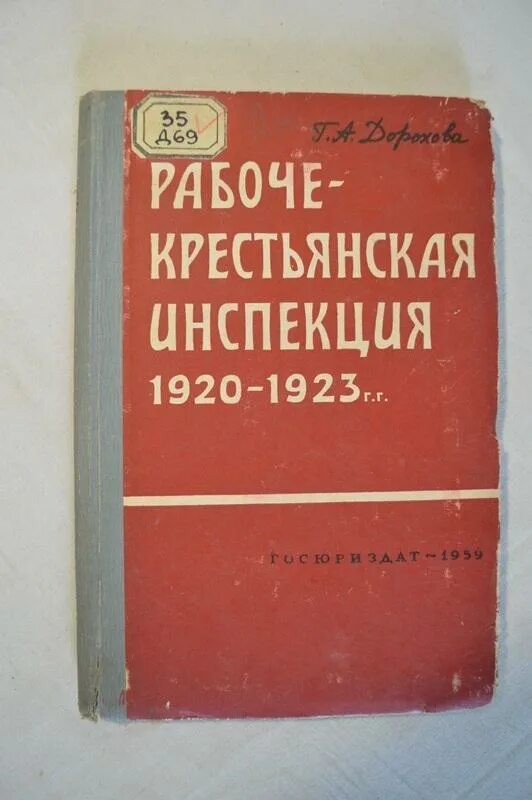 35
Д69
Г. А. Дорохова
РАБОЧЕ-
КРЕСТЬЯНСКАЯ
ИНСПЕКЦИЯ
1920-1923 г.г.
ГОСЮРИЗДАТ ~ 1959